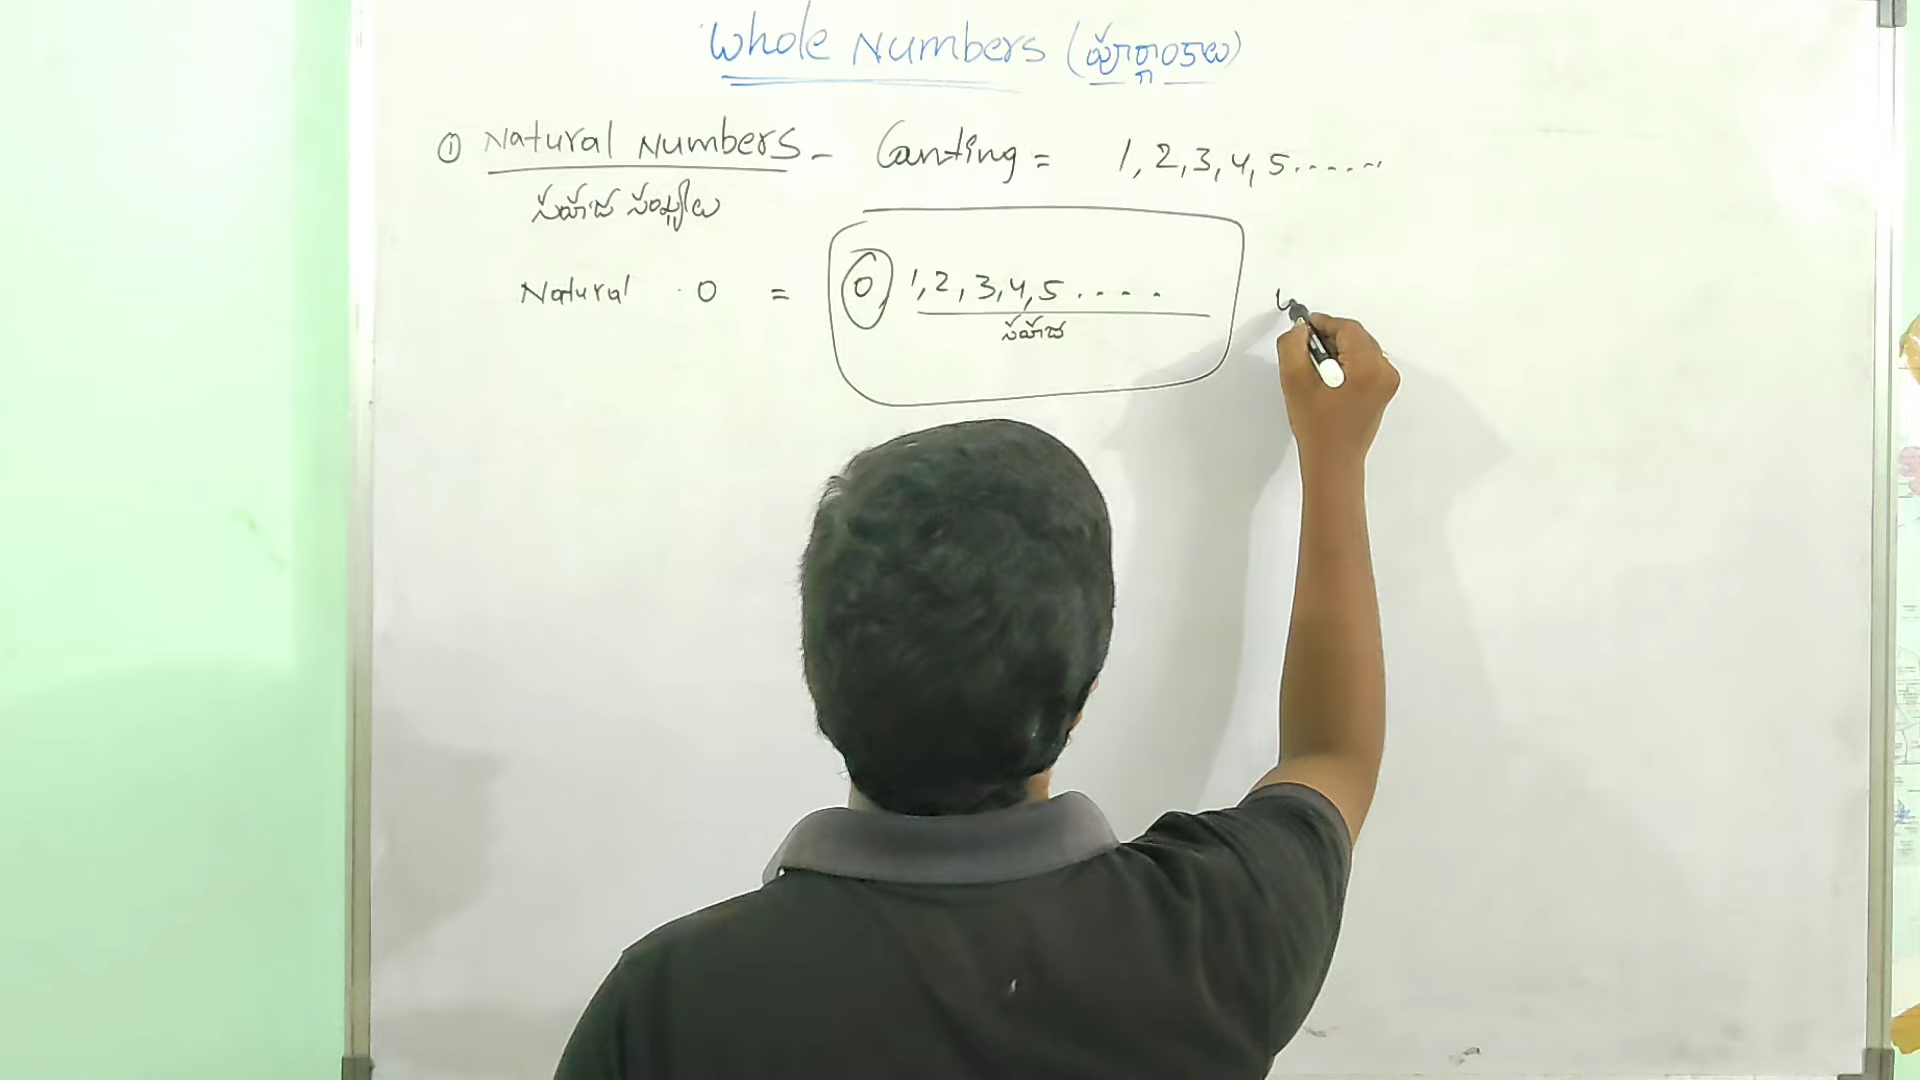 Whole Numbers (పూర్ణాంకాలు)
① Natural Numbers - Conting = 1, 2, 3, 4, 5......
సహజ సంఖ్యలు
Natural 0 = 0, 1, 2, 3, 4, 5 ....
సహజ